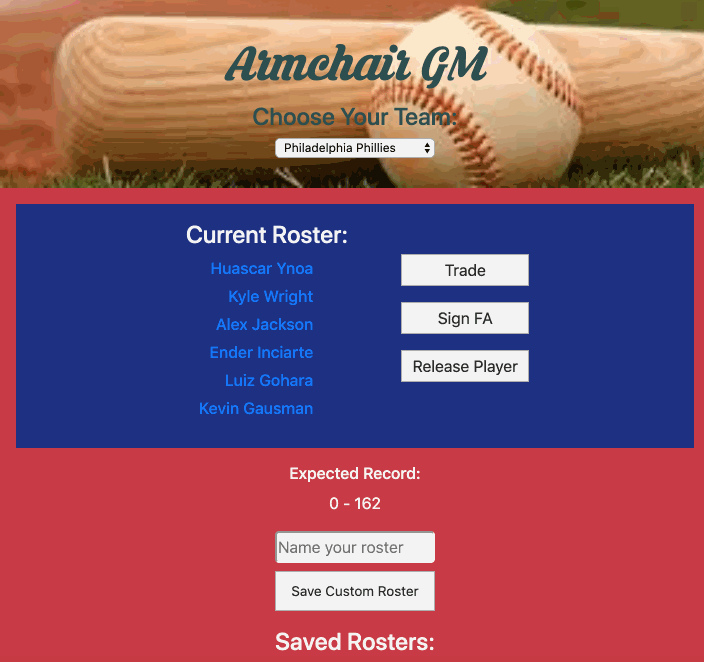 Armchair GM
Choose Your Team:
Philadelphia Phillies
Current Roster:
Huascar Ynoa
Kyle Wright
Alex Jackson
Ender Inciarte
Luiz Gohara
Kevin Gausman
Trade
Sign FA
Release Player
Expected Record:
0 - 162
Name your roster
Save Custom Roster
Saved Rosters: